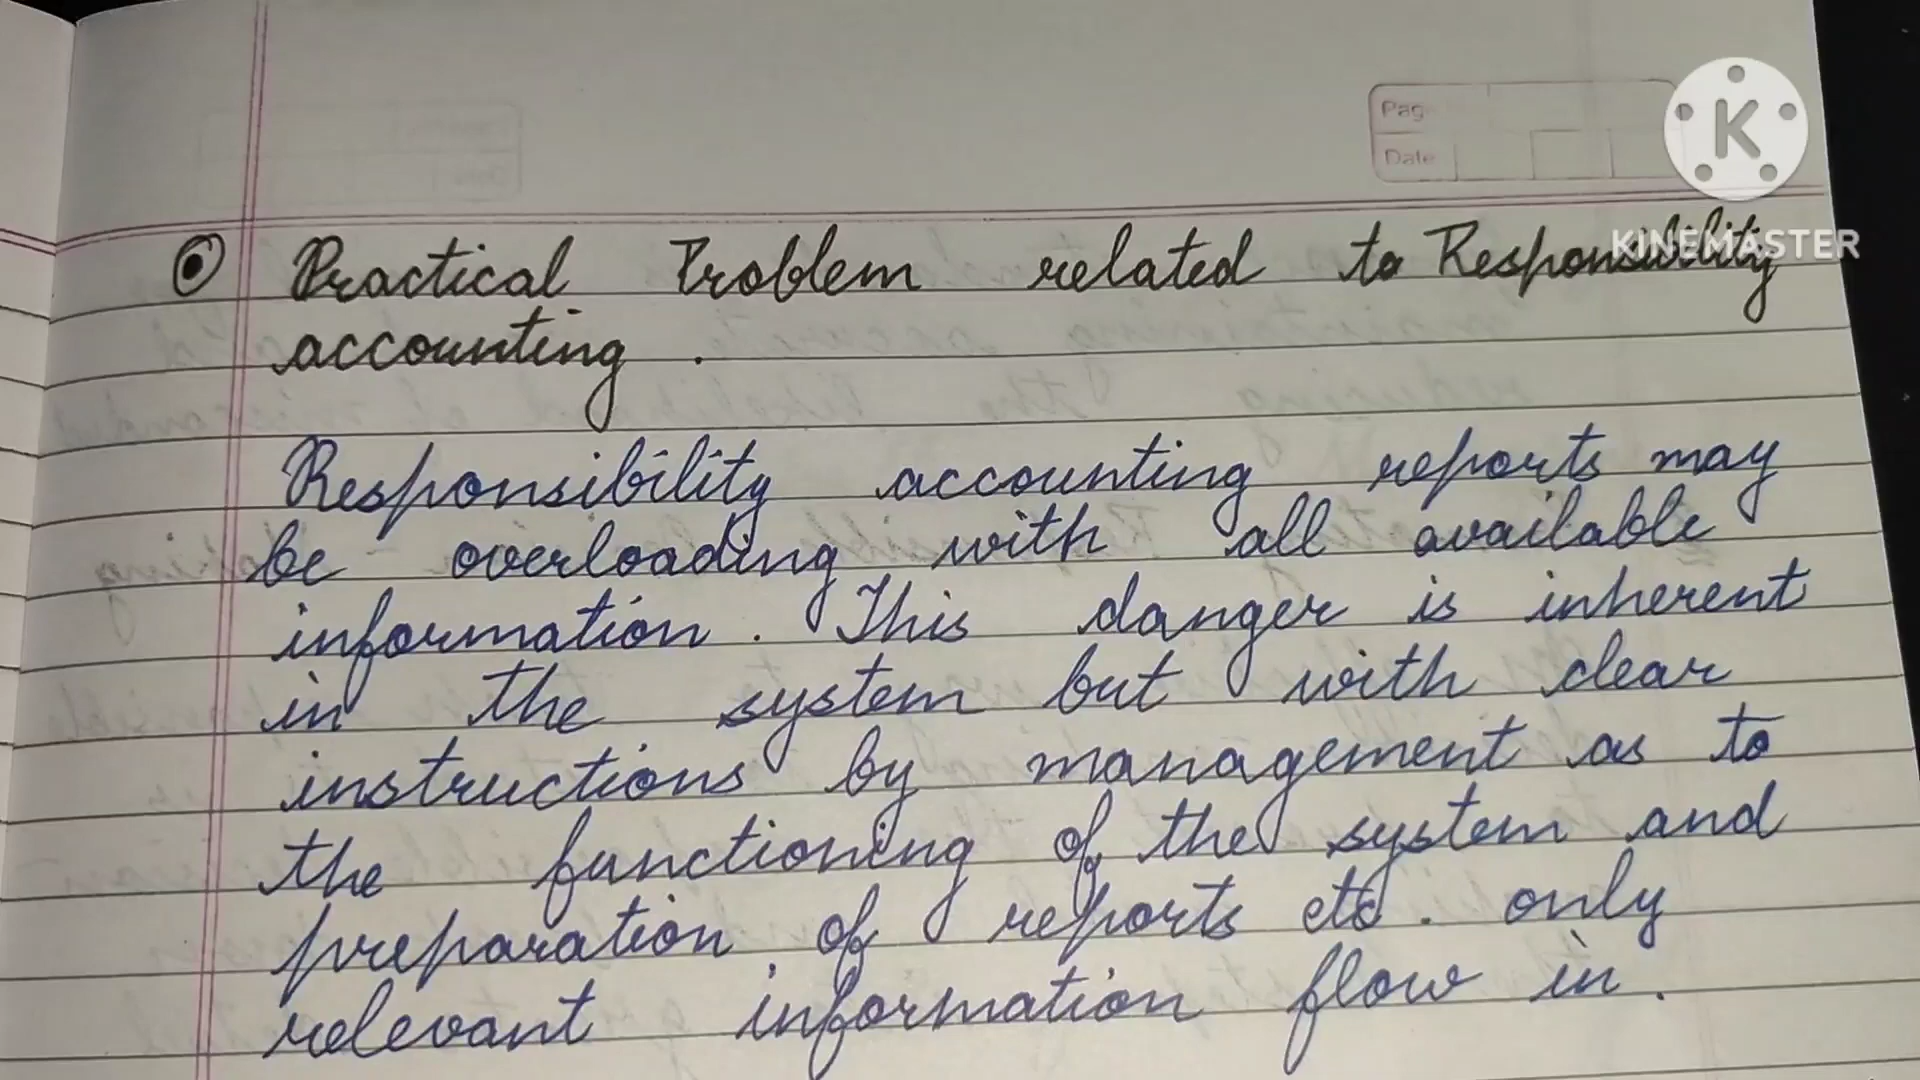 Pag
Date
K
KINEMASTER
Practical Problem related to Responsibility
accounting.
Responsibility accounting reports may
be overloading with all available
information. This danger is inherent
in the system but with clear
instructions by management as to
the functioning of the system and
preparation of reports etc. only
relevant information flow in.